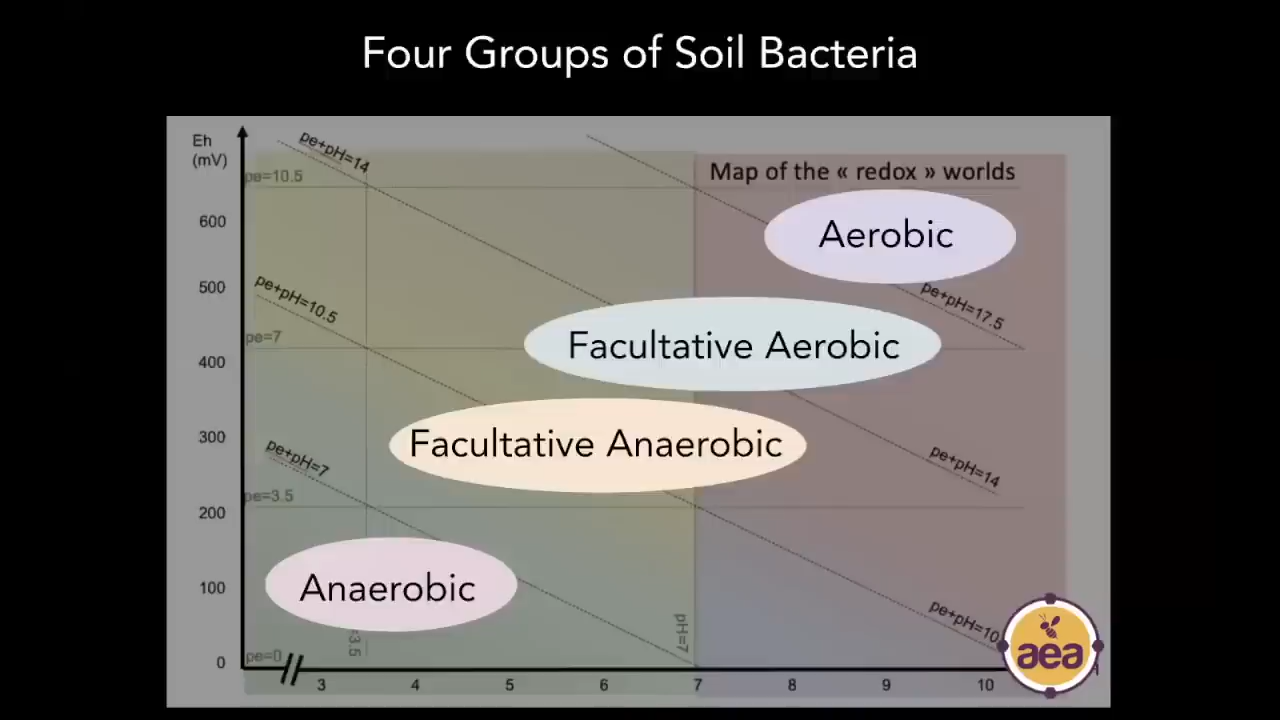 Four Groups of Soil Bacteria
Eh
(mV)
pe+pH=14
Map of the « redox » worlds
pe=10.5
600
Aerobic
500
pe+pH=10.5
pe+pH=17.5
pe=7
Facultative Aerobic
400
300
Facultative Anaerobic
pe+pH=7
pe+pH=14
pe=3.5
200
100
Anaerobic
pe+pH=10
pH=7
=3.5
aea
pe=0
0
3 4 5 6 7 8 9 10